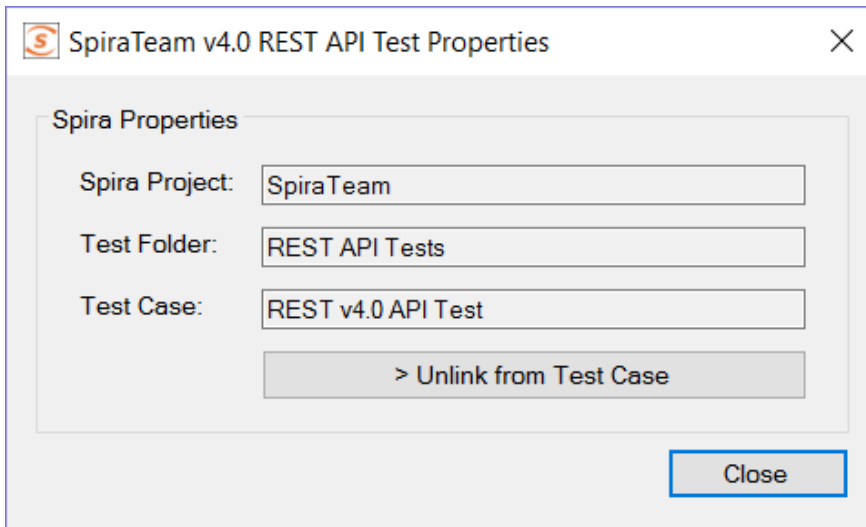 SpiraTeam v4.0 REST API Test Properties
Spira Properties
Spira Project: SpiraTeam
Test Folder: REST API Tests
Test Case: REST v4.0 API Test
> Unlink from Test Case
Close